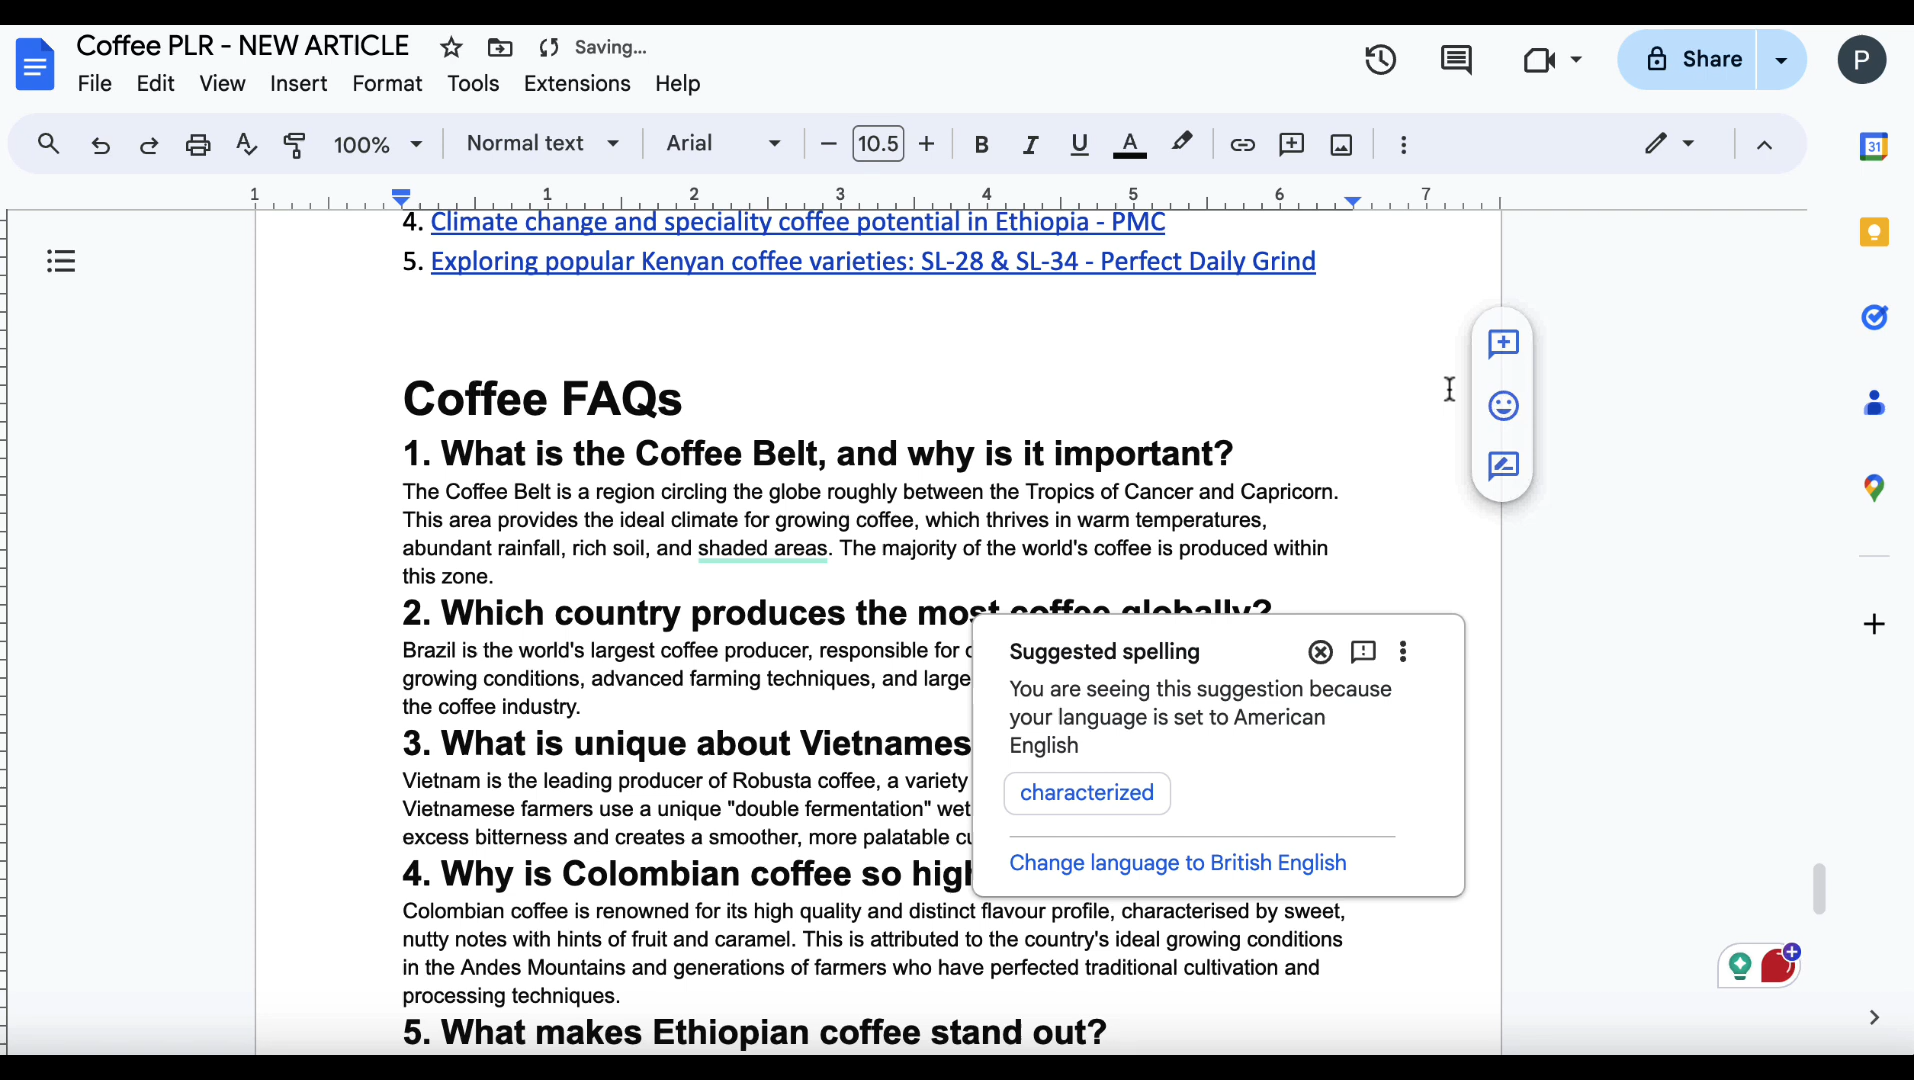 Coffee PLR - NEW ARTICLE Saving...
File Edit View Insert Format Tools Extensions Help
Share
P
100% Normal text Arial 10.5 B I U A
31
1 1 2 3 4 5 6 7
4. Climate change and speciality coffee potential in Ethiopia - PMC
5. Exploring popular Kenyan coffee varieties: SL-28 & SL-34 - Perfect Daily Grind
Coffee FAQs
1. What is the Coffee Belt, and why is it important?
The Coffee Belt is a region circling the globe roughly between the Tropics of Cancer and Capricorn.
This area provides the ideal climate for growing coffee, which thrives in warm temperatures,
abundant rainfall, rich soil, and shaded areas. The majority of the world's coffee is produced within
this zone.
2. Which country produces the most coffee globally?
Brazil is the world's largest coffee producer, responsible for
growing conditions, advanced farming techniques, and large
the coffee industry.
3. What is unique about Vietnames
Vietnam is the leading producer of Robusta coffee, a variety
Vietnamese farmers use a unique "double fermentation" wet
excess bitterness and creates a smoother, more palatable
4. Why is Colombian coffee so
Colombian coffee is renowned for its high quality and distinct flavour profile, characterised by sweet,
nutty notes with hints of fruit and caramel. This is attributed to the country's ideal growing conditions
in the Andes Mountains and generations of farmers who have perfected traditional cultivation and
processing techniques.
5. What makes Ethiopian coffee stand out?
Suggested spelling
You are seeing this suggestion because
your language is set to American
English
characterized
Change language to British English